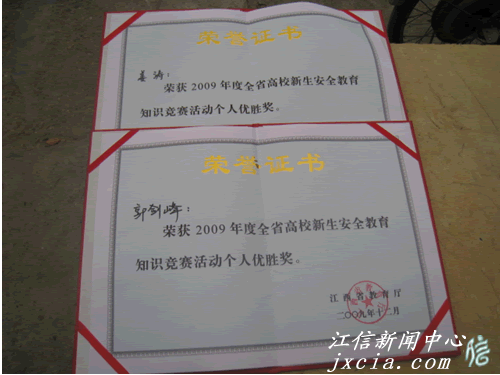 荣誉证书
姜涛：
荣获2009年度全省高校新生安全教育
知识竞赛活动个人优胜奖。
荣誉证书
郭剑峰：
荣获2009年度全省高校新生安全教育
知识竞赛活动个人优胜奖。
江西省教育厅
二〇〇九年十二月
江信新闻中心
jxcia.com
信